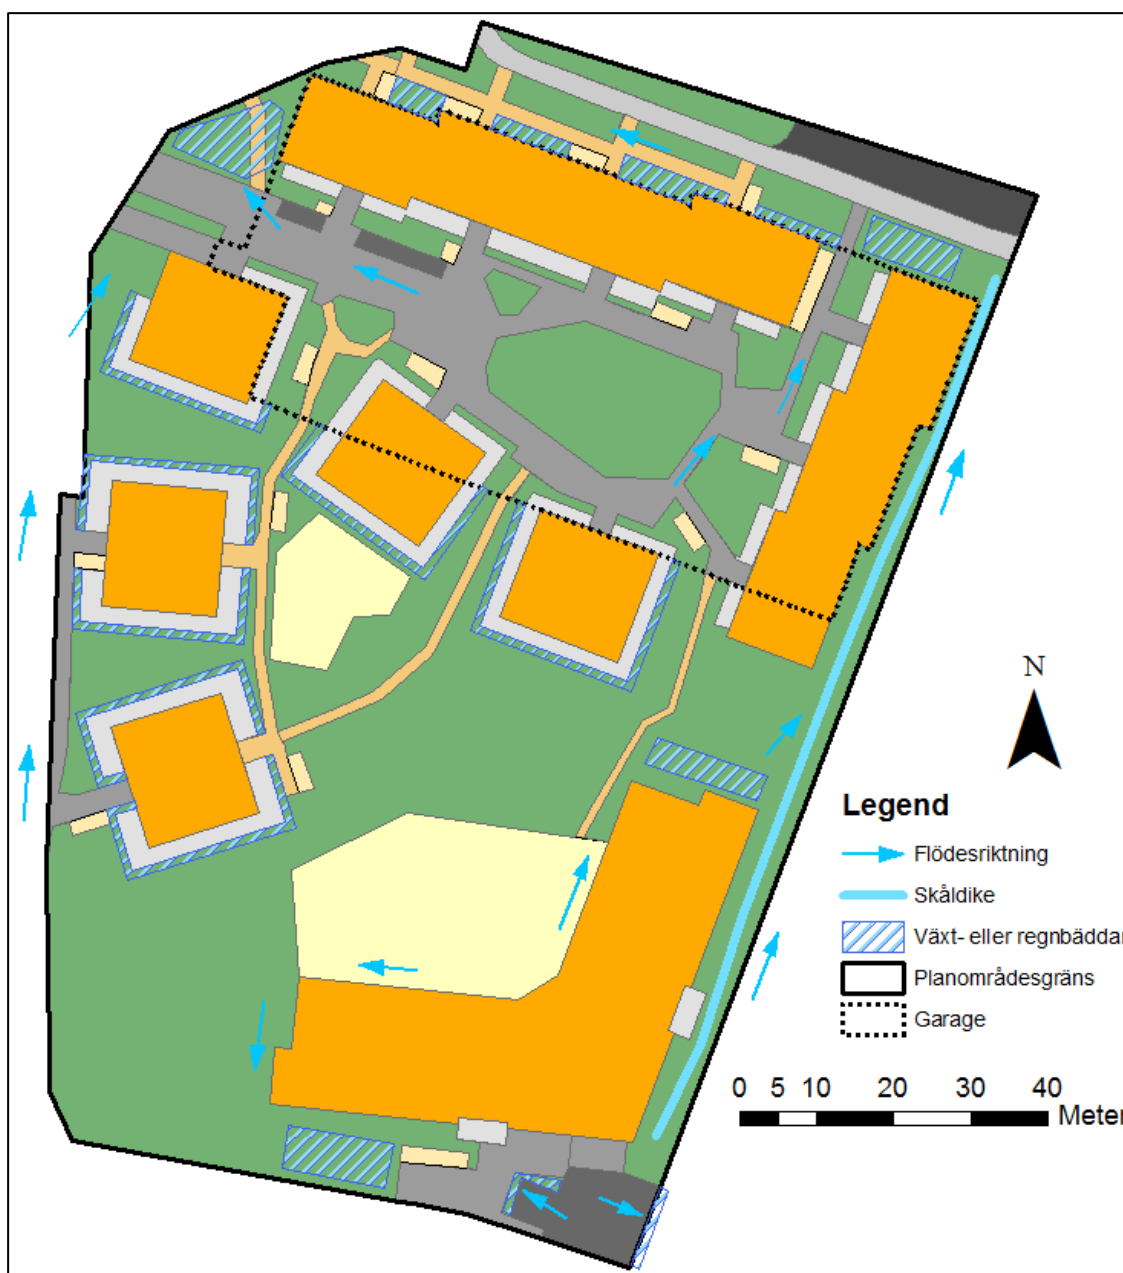 N
Legend
Flödesriktning
Skåldike
Växt- eller regnbäddar
Planområdesgräns
Garage
0 5 10 20 30 40
Meter